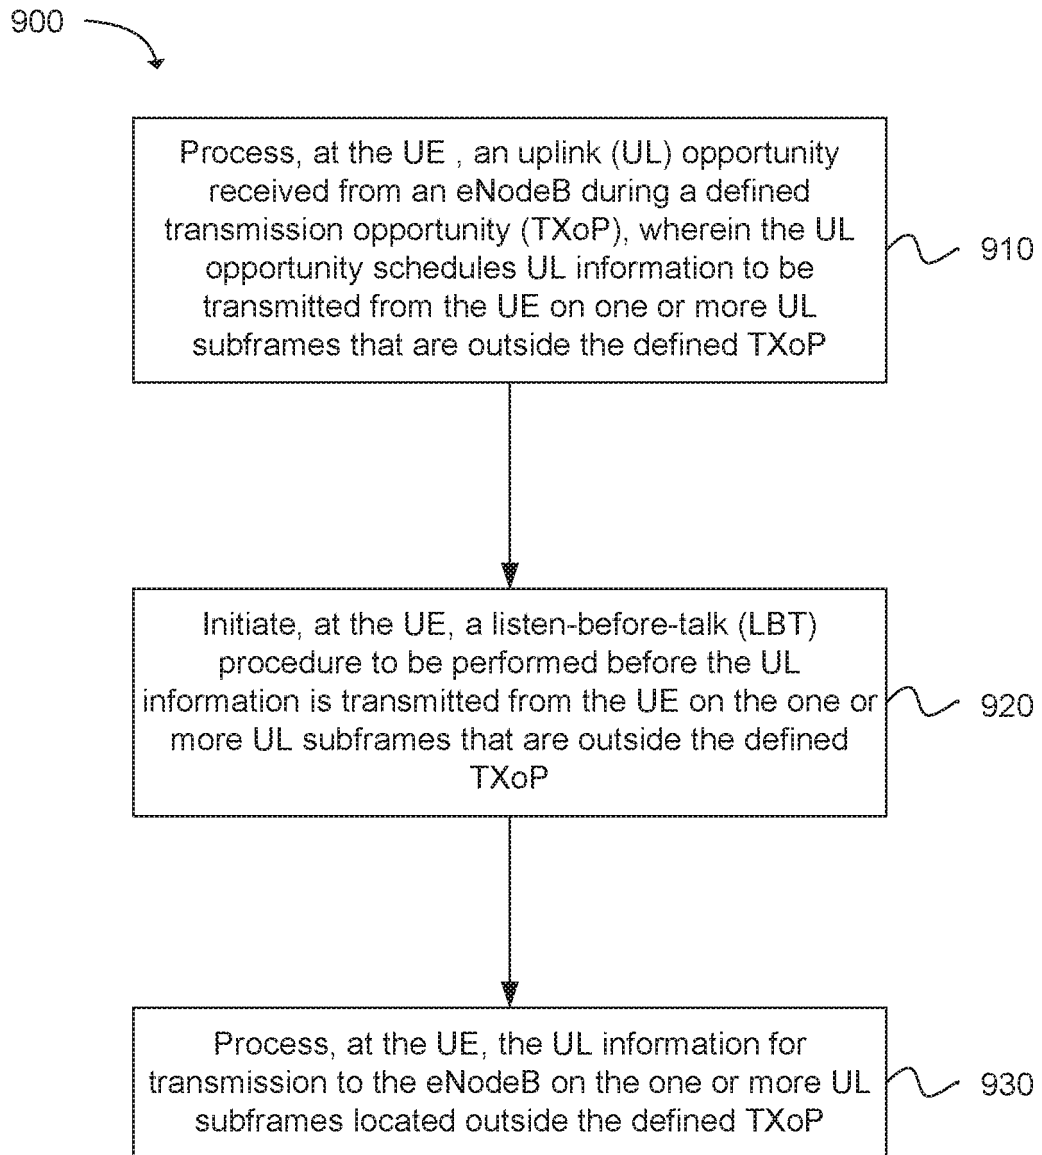 900
Process, at the UE , an uplink (UL) opportunity
received from an eNodeB during a defined
transmission opportunity (TXoP), wherein the UL
opportunity schedules UL information to be
transmitted from the UE on one or more UL
subframes that are outside the defined TXoP
910
Initiate, at the UE, a listen-before-talk (LBT)
procedure to be performed before the UL
information is transmitted from the UE on the one or
more UL subframes that are outside the defined
TXoP
920
Process, at the UE, the UL information for
transmission to the eNodeB on the one or more UL
subframes located outside the defined TXoP
930